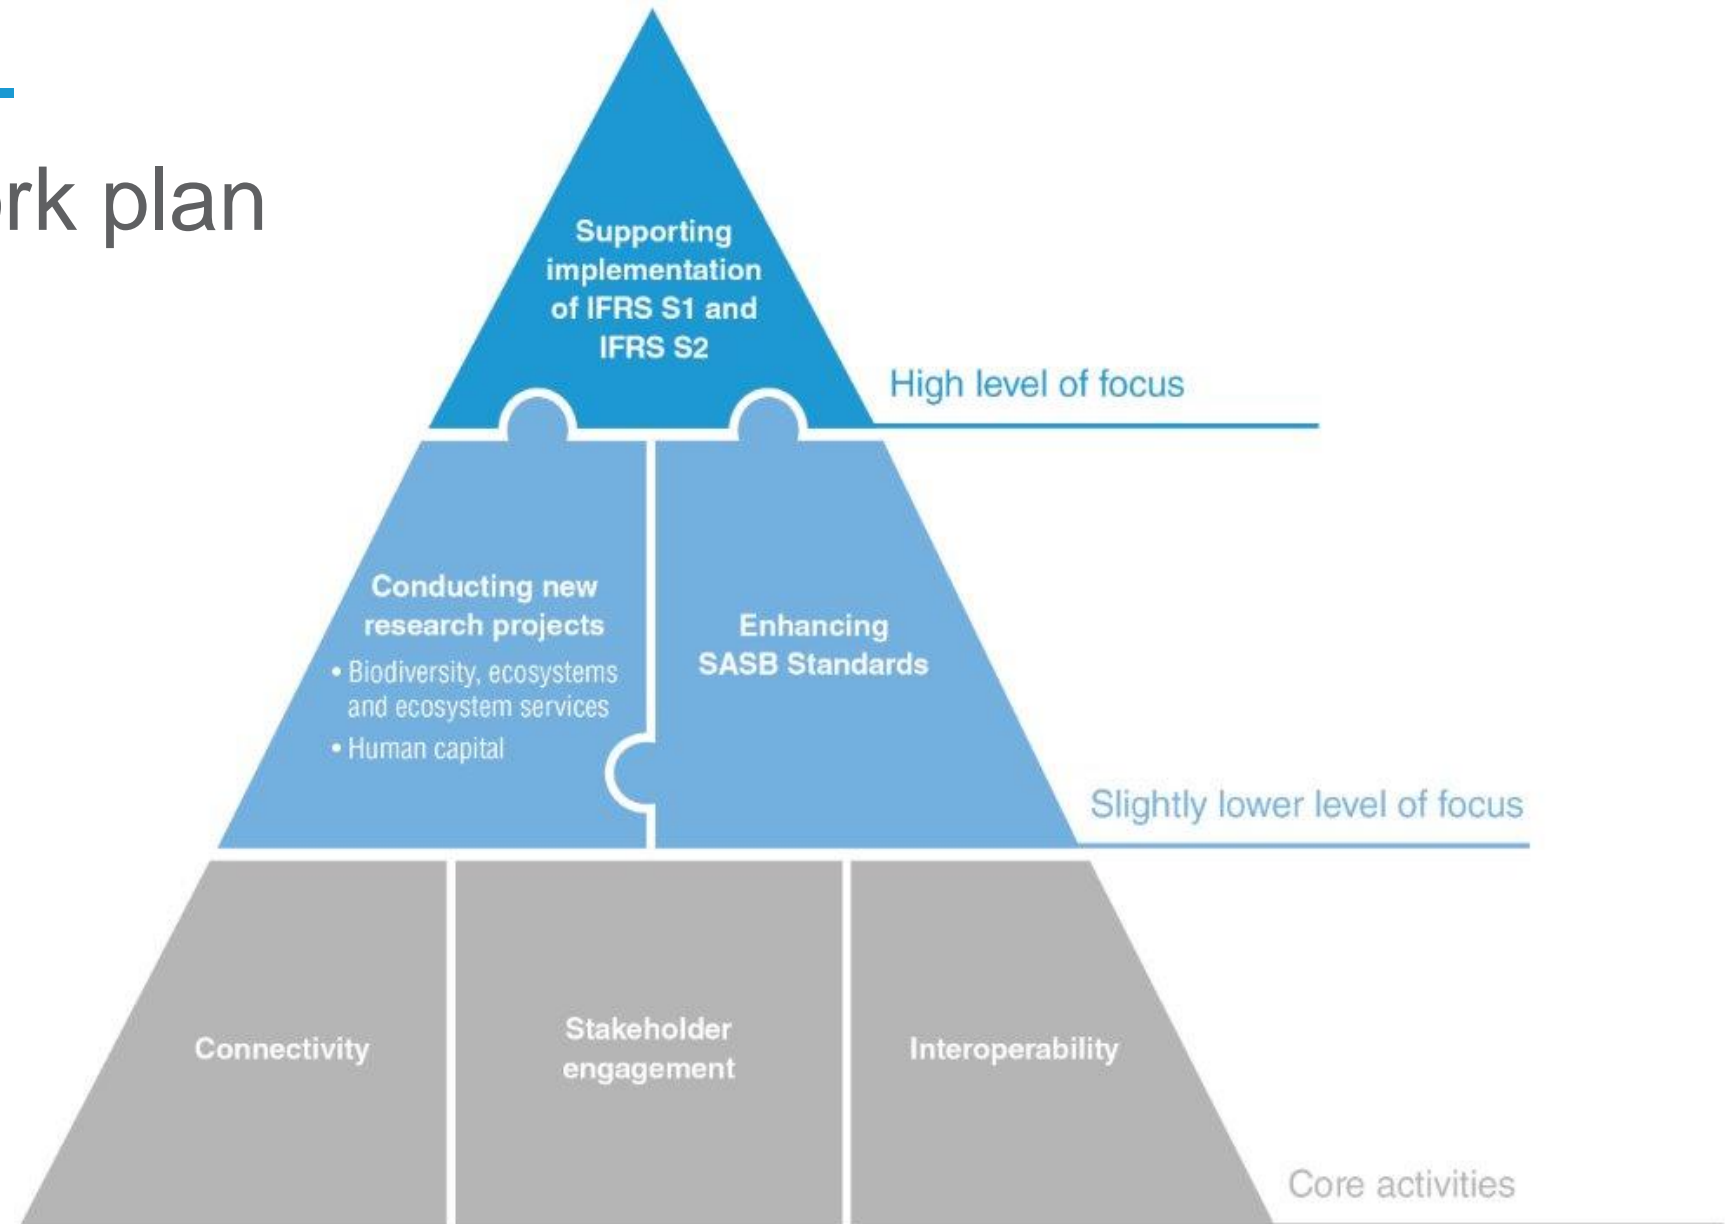 rk plan
Supporting
implementation
of IFRS S1 and
IFRS S2
High level of focus
Conducting new
research projects
• Biodiversity, ecosystems
and ecosystem services
• Human capital
Enhancing
SASB Standards
Slightly lower level of focus
Connectivity
Stakeholder
engagement
Interoperability
Core activities